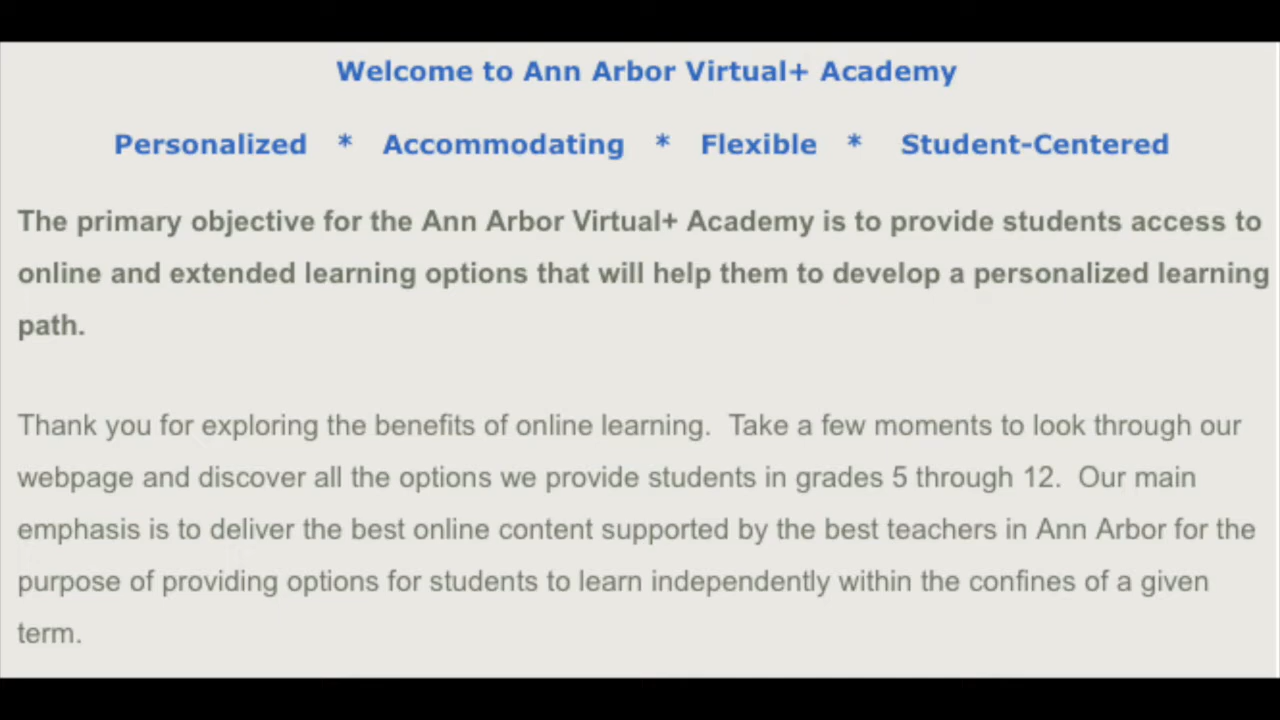 Welcome to Ann Arbor Virtual+ Academy
Personalized * Accommodating * Flexible * Student-Centered
The primary objective for the Ann Arbor Virtual+ Academy is to provide students access to
online and extended learning options that will help them to develop a personalized learning
path.
Thank you for exploring the benefits of online learning.  Take a few moments to look through our
webpage and discover all the options we provide students in grades 5 through 12.  Our main
emphasis is to deliver the best online content supported by the best teachers in Ann Arbor for the
purpose of providing options for students to learn independently within the confines of a given
term.